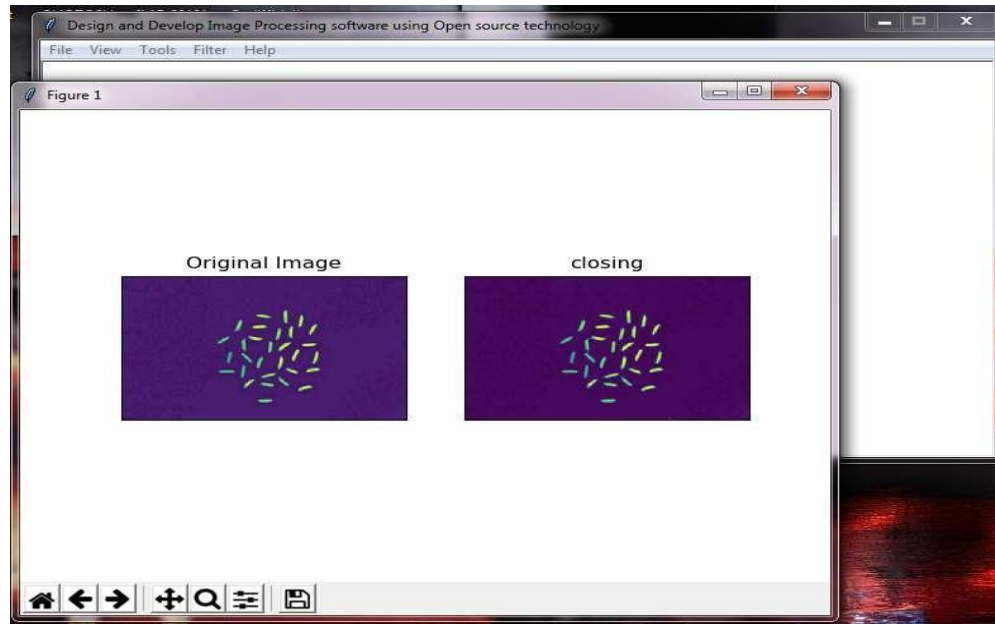 Design and Develop Image Processing software using Open source technology
File View Tools Filter Help
Figure 1
Original Image
closing